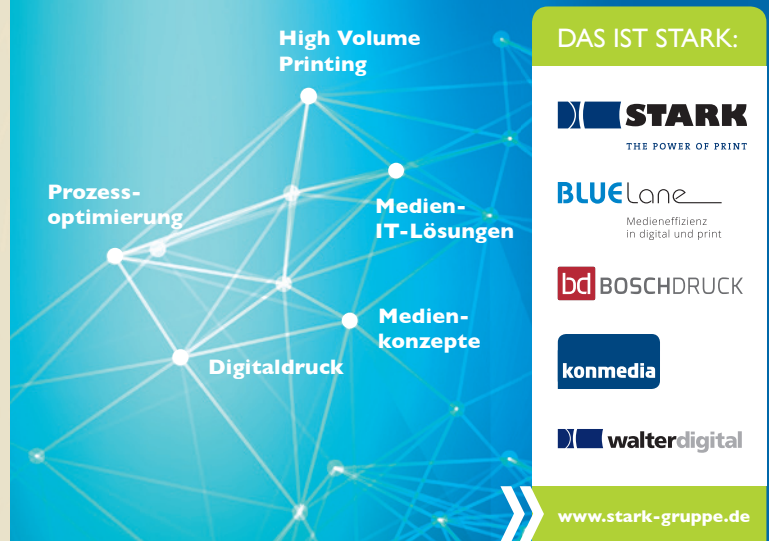 High Volume
Printing
Prozess-
optimierung
Medien-
IT-Lösungen
Medien-
konzepte
Digitaldruck
DAS IST STARK:
STARK
THE POWER OF PRINT
BLUELane
Medieneffizienz
in digital und print
bd BOSCHDRUCK
konmedia
walterdigital
www.stark-gruppe.de